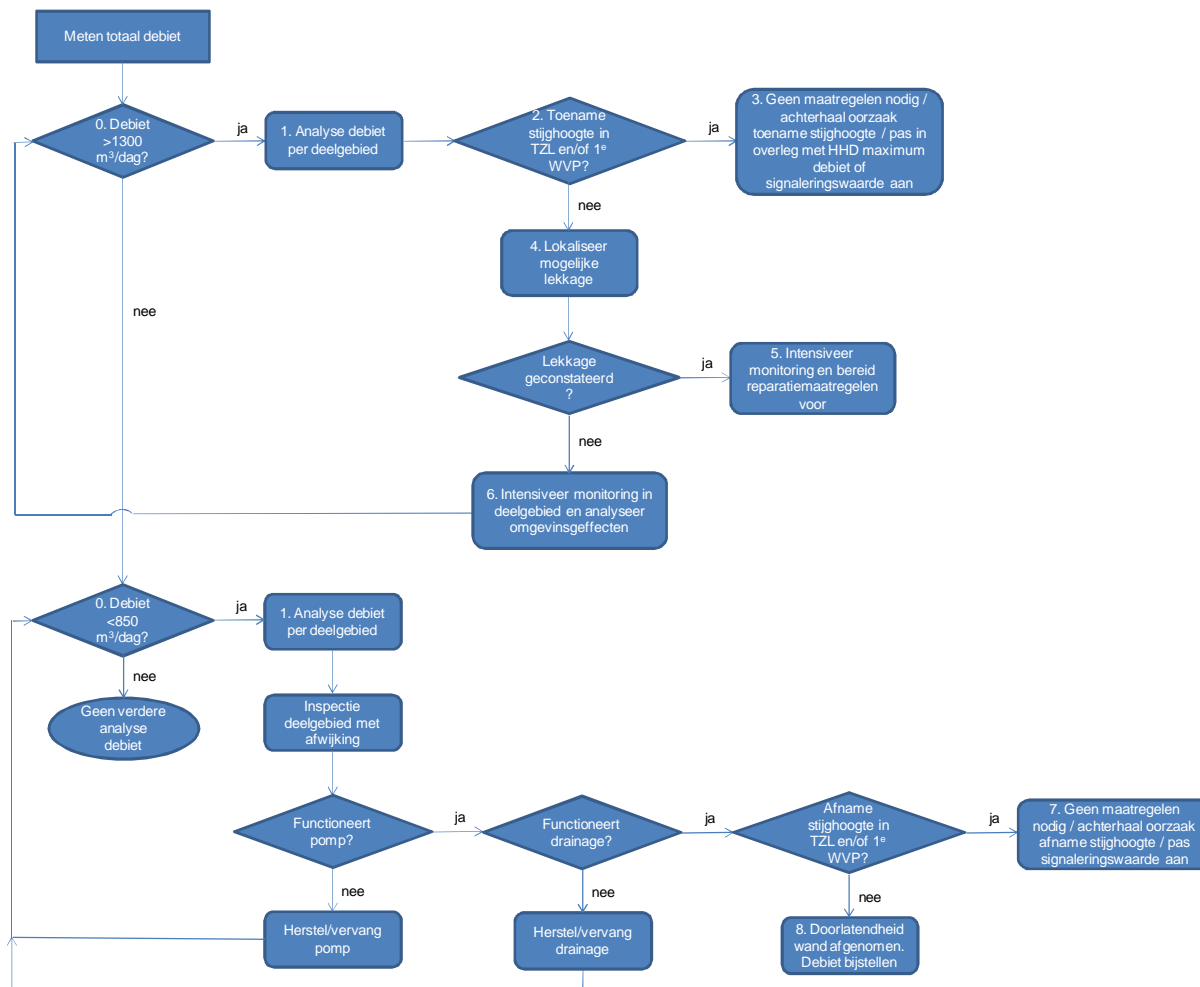 Meten totaal debiet
0. Debiet
>1300
m³/dag?
ja
1. Analyse debiet
per deelgebied
2. Toename
stijghoogte in
TZL en/of 1ᵉ
WVP?
ja
3. Geen maatregelen nodig /
achterhaal oorzaak
toename stijghoogte / pas in
overleg met HHD maximum
debiet of
signaleringswaarde aan
nee
4. Lokaliseer
mogelijke
lekkage
nee
Lekkage
geconstateerd
?
ja
5. Intensiveer
monitoring en bereid
reparatiemaatregelen
voor
nee
6. Intensiveer monitoring in
deelgebied en analyseer
omgevinsgeffecten
0. Debiet
<850
m³/dag?
ja
1. Analyse debiet
per deelgebied
nee
Geen verdere
analyse
debiet
Inspectie
deelgebied met
afwijking
Functioneert
pomp?
ja
Functioneert
drainage?
ja
Afname
stijghoogte in
TZL en/of 1ᵉ
WVP?
ja
7. Geen maatregelen
nodig / achterhaal oorzaak
afname stijghoogte / pas
signaleringswaarde aan
nee
nee
nee
Herstel/vervang
pomp
Herstel/vervang
drainage
8. Doorlatendheid
wand afgenomen.
Debiet bijstellen